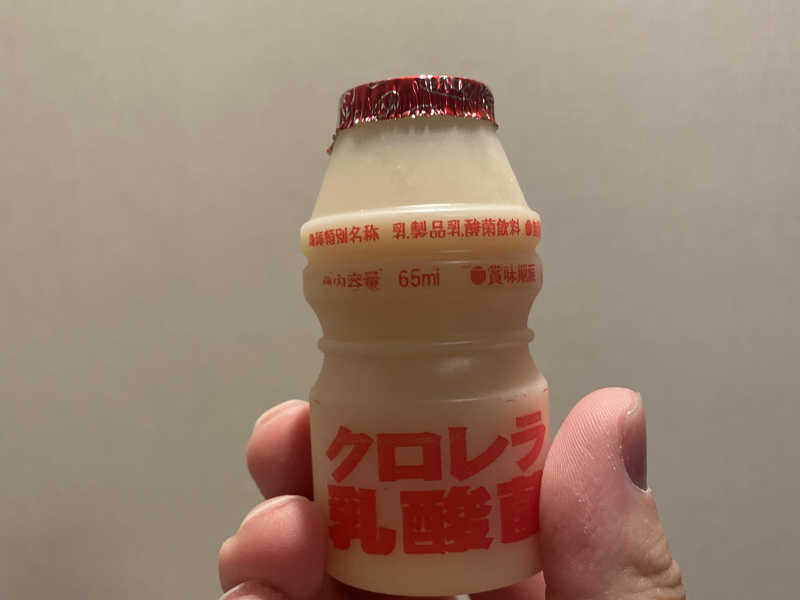 種類別名称 乳製品乳酸菌飲料 ●
内容量 65ml ●賞味期限
クロレラ
乳酸菌